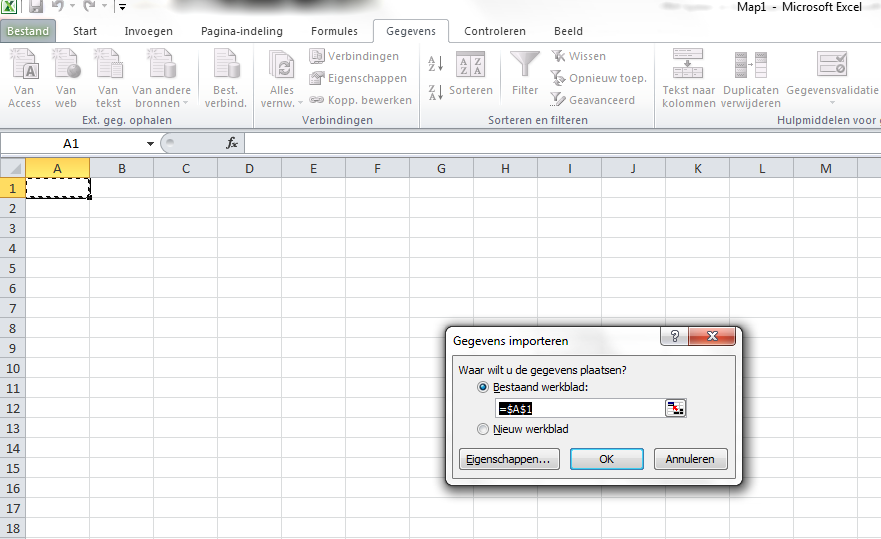 Map1 - Microsoft Excel
Bestand Start Invoegen Pagina-indeling Formules Gegevens Controleren Beeld
Van Access
Van web
Van tekst
Van andere bronnen
Best. verbind.
Ext. geg. ophalen
Alles vernw.
Verbindingen
Eigenschappen
Kopp. bewerken
Verbindingen
Sorteren
Filter
Wissen
Opnieuw toep.
Geavanceerd
Sorteren en filteren
Tekst naar kolommen
Duplicaten verwijderen
Gegevensvalidatie
Hulpmiddelen voor
A1 fx
A B C D E F G H I J K L M
1
2
3
4
5
6
7
8
9
10
11
12
13
14
15
16
17
18
Gegevens importeren
Waar wilt u de gegevens plaatsen?
Bestaand werkblad:
=$A$1
Nieuw werkblad
Eigenschappen... OK Annuleren